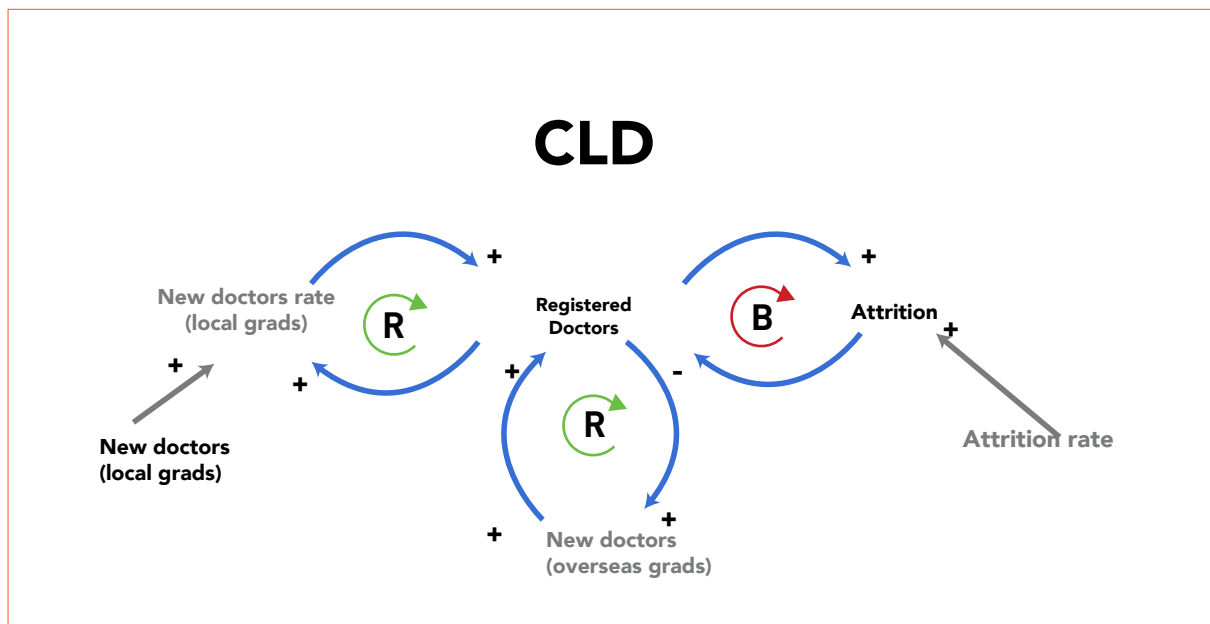 CLD
+
+
New doctors rate
(local grads)
R
Registered
Doctors
B
Attrition
+
+
+
+
-
R
New doctors
(local grads)
Attrition rate
+
+
New doctors
(overseas grads)